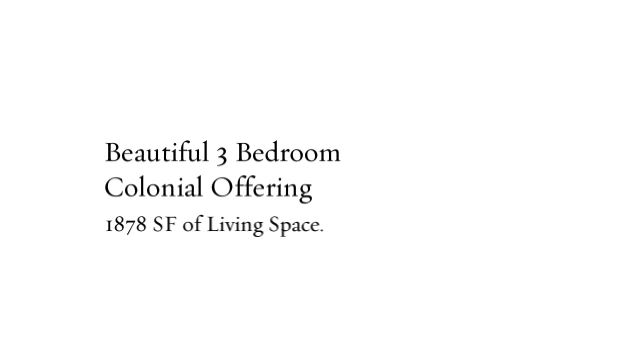 Beautiful 3 Bedroom
Colonial Offering
1878 SF of Living Space.